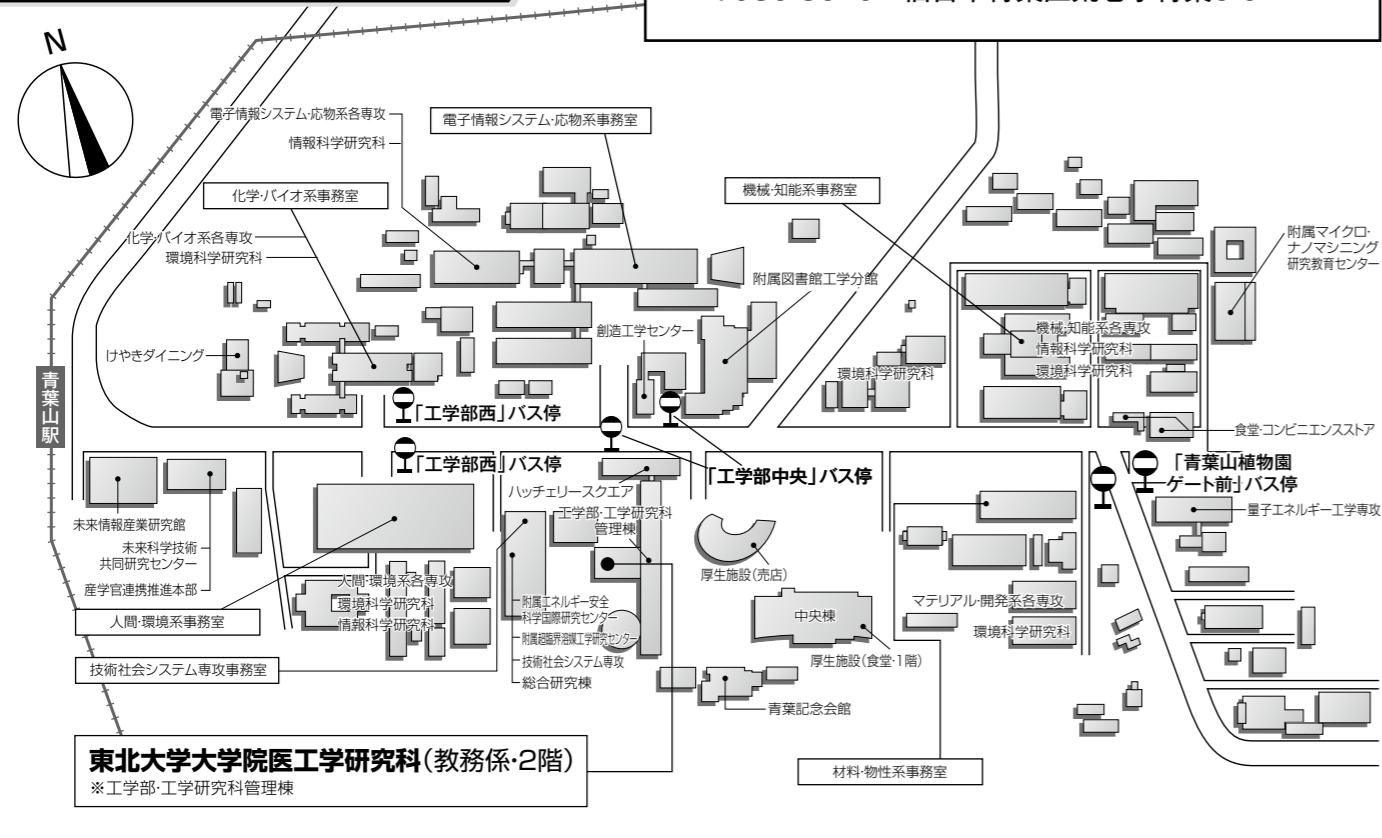 N
電子情報システム・応物系各専攻
情報科学研究科
電子情報システム・応物系事務室
化学・バイオ系事務室
機械・知能系事務室
化学・バイオ系各専攻
環境科学研究科
附属マイクロ・
ナノマシニング
研究教育センター
附属図書館工学分館
創造工学センター
機械・知能系各専攻
情報科学研究科
環境科学研究科
環境科学研究科
けやきダイニング
青葉山駅
「工学部西」バス停
食堂・コンビニエンスストア
「工学部西」バス停
「工学部中央」バス停
「青葉山植物園
ゲート前」バス停
ハッチェリースクエア
工学部・工学研究科
管理棟
量子エネルギー工学専攻
未来情報産業研究館
未来科学技術
共同研究センター
産学官連携推進本部
厚生施設(売店)
人間・環境系各専攻
環境科学研究科
情報科学研究科
附属エネルギー安全
科学国際研究センター
附属超臨界溶媒工学研究センター
技術社会システム専攻
総合研究棟
中央棟
マテリアル・開発系各専攻
環境科学研究科
人間・環境系事務室
技術社会システム専攻事務室
厚生施設(食堂・1階)
青葉記念会館
東北大学大学院医工学研究科(教務係・2階)
※工学部・工学研究科管理棟
材料・物性系事務室